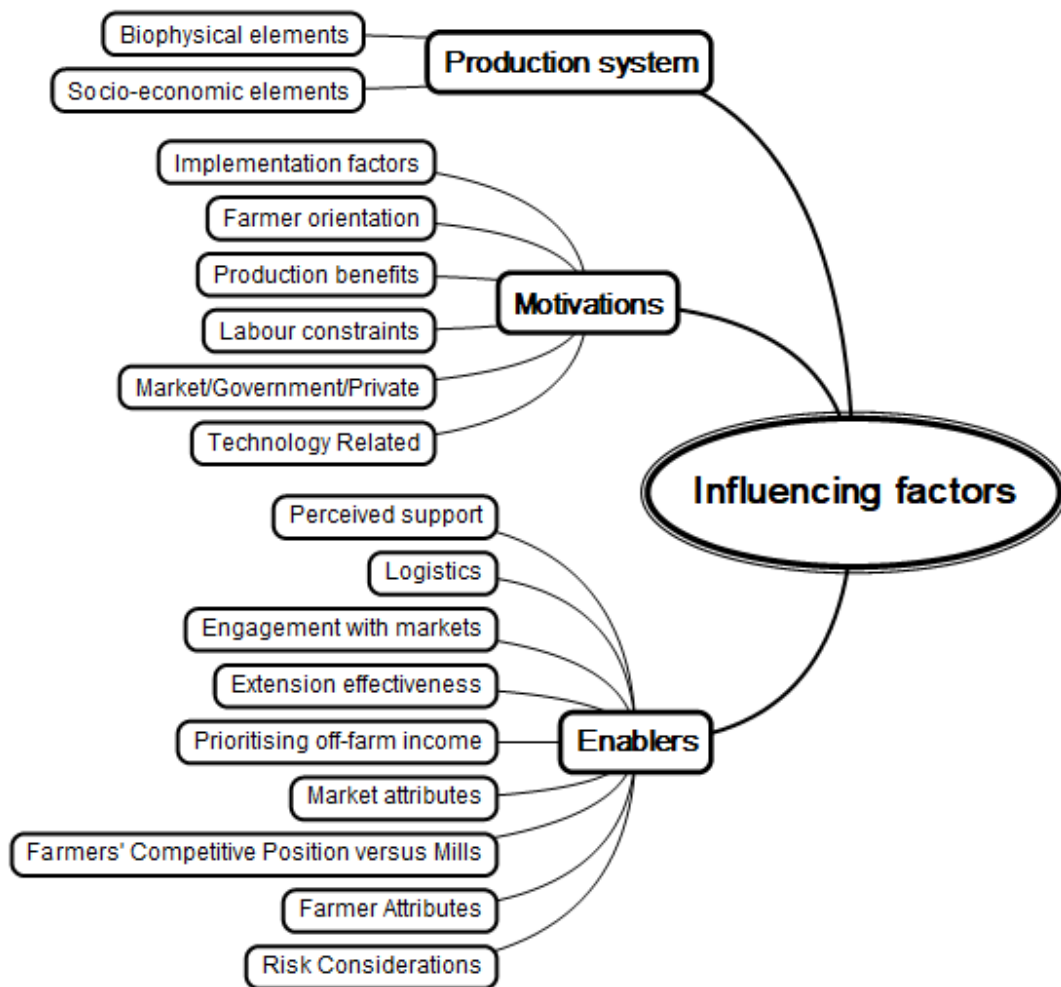 Biophysical elements
Production system
Socio-economic elements
Implementation factors
Farmer orientation
Production benefits
Motivations
Labour constraints
Market/Government/Private
Technology Related
Influencing factors
Perceived support
Logistics
Engagement with markets
Extension effectiveness
Prioritising off-farm income
Enablers
Market attributes
Farmers' Competitive Position versus Mills
Farmer Attributes
Risk Considerations